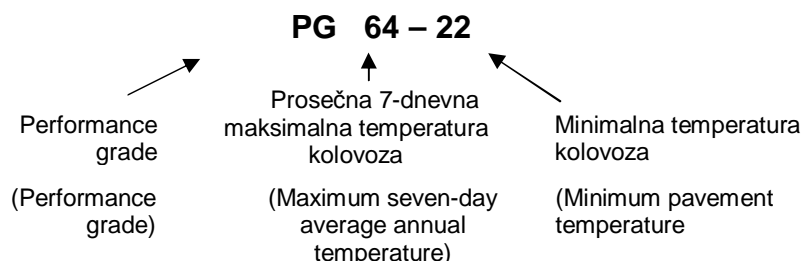 PG 64 – 22
Performance
grade
(Performance
grade)
Prosečna 7-dnevna
maksimalna temperatura
kolovoza
(Maximum seven-day
average annual
temperature)
Minimalna temperatura
kolovoza
(Minimum pavement
temperature